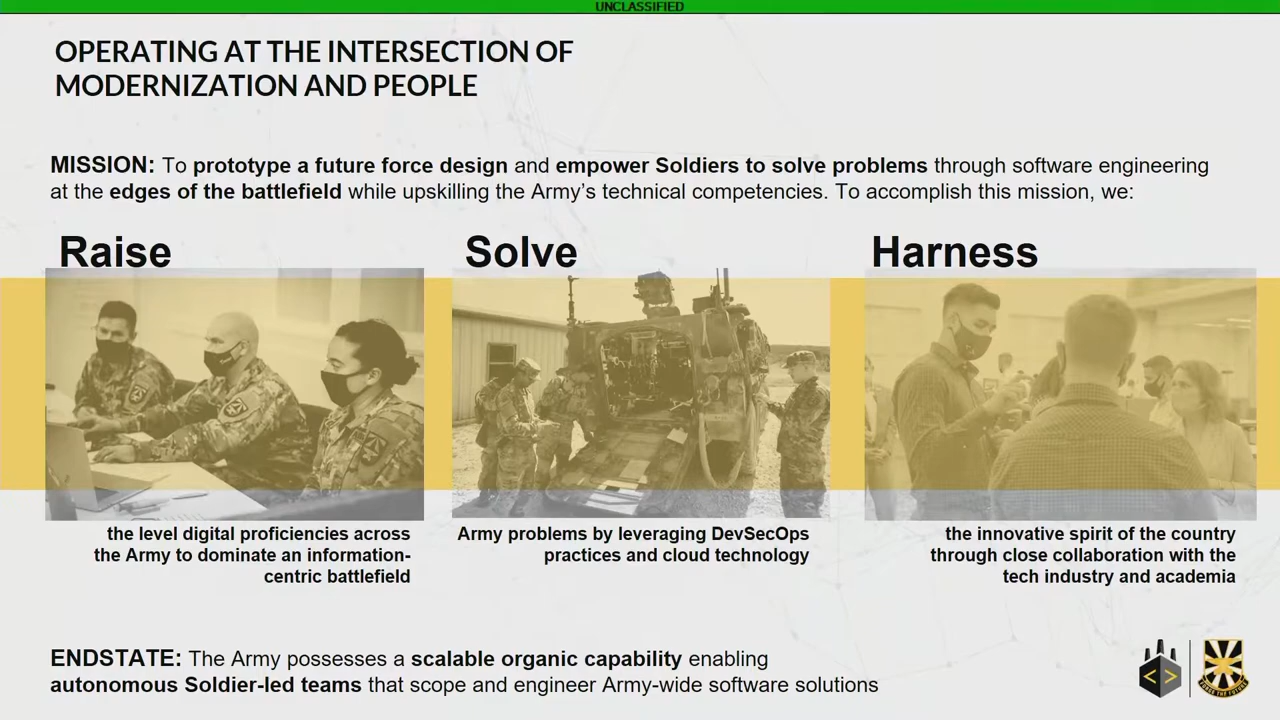 UNCLASSIFIED
OPERATING AT THE INTERSECTION OF
MODERNIZATION AND PEOPLE
MISSION: To prototype a future force design and empower Soldiers to solve problems through software engineering
at the edges of the battlefield while upskilling the Army’s technical competencies. To accomplish this mission, we:
Raise
the level digital proficiencies across
the Army to dominate an information-
centric battlefield
Solve
Army problems by leveraging DevSecOps
practices and cloud technology
Harness
the innovative spirit of the country
through close collaboration with the
tech industry and academia
ENDSTATE: The Army possesses a scalable organic capability enabling
autonomous Soldier-led teams that scope and engineer Army-wide software solutions
< >
FORGE THE FUTURE